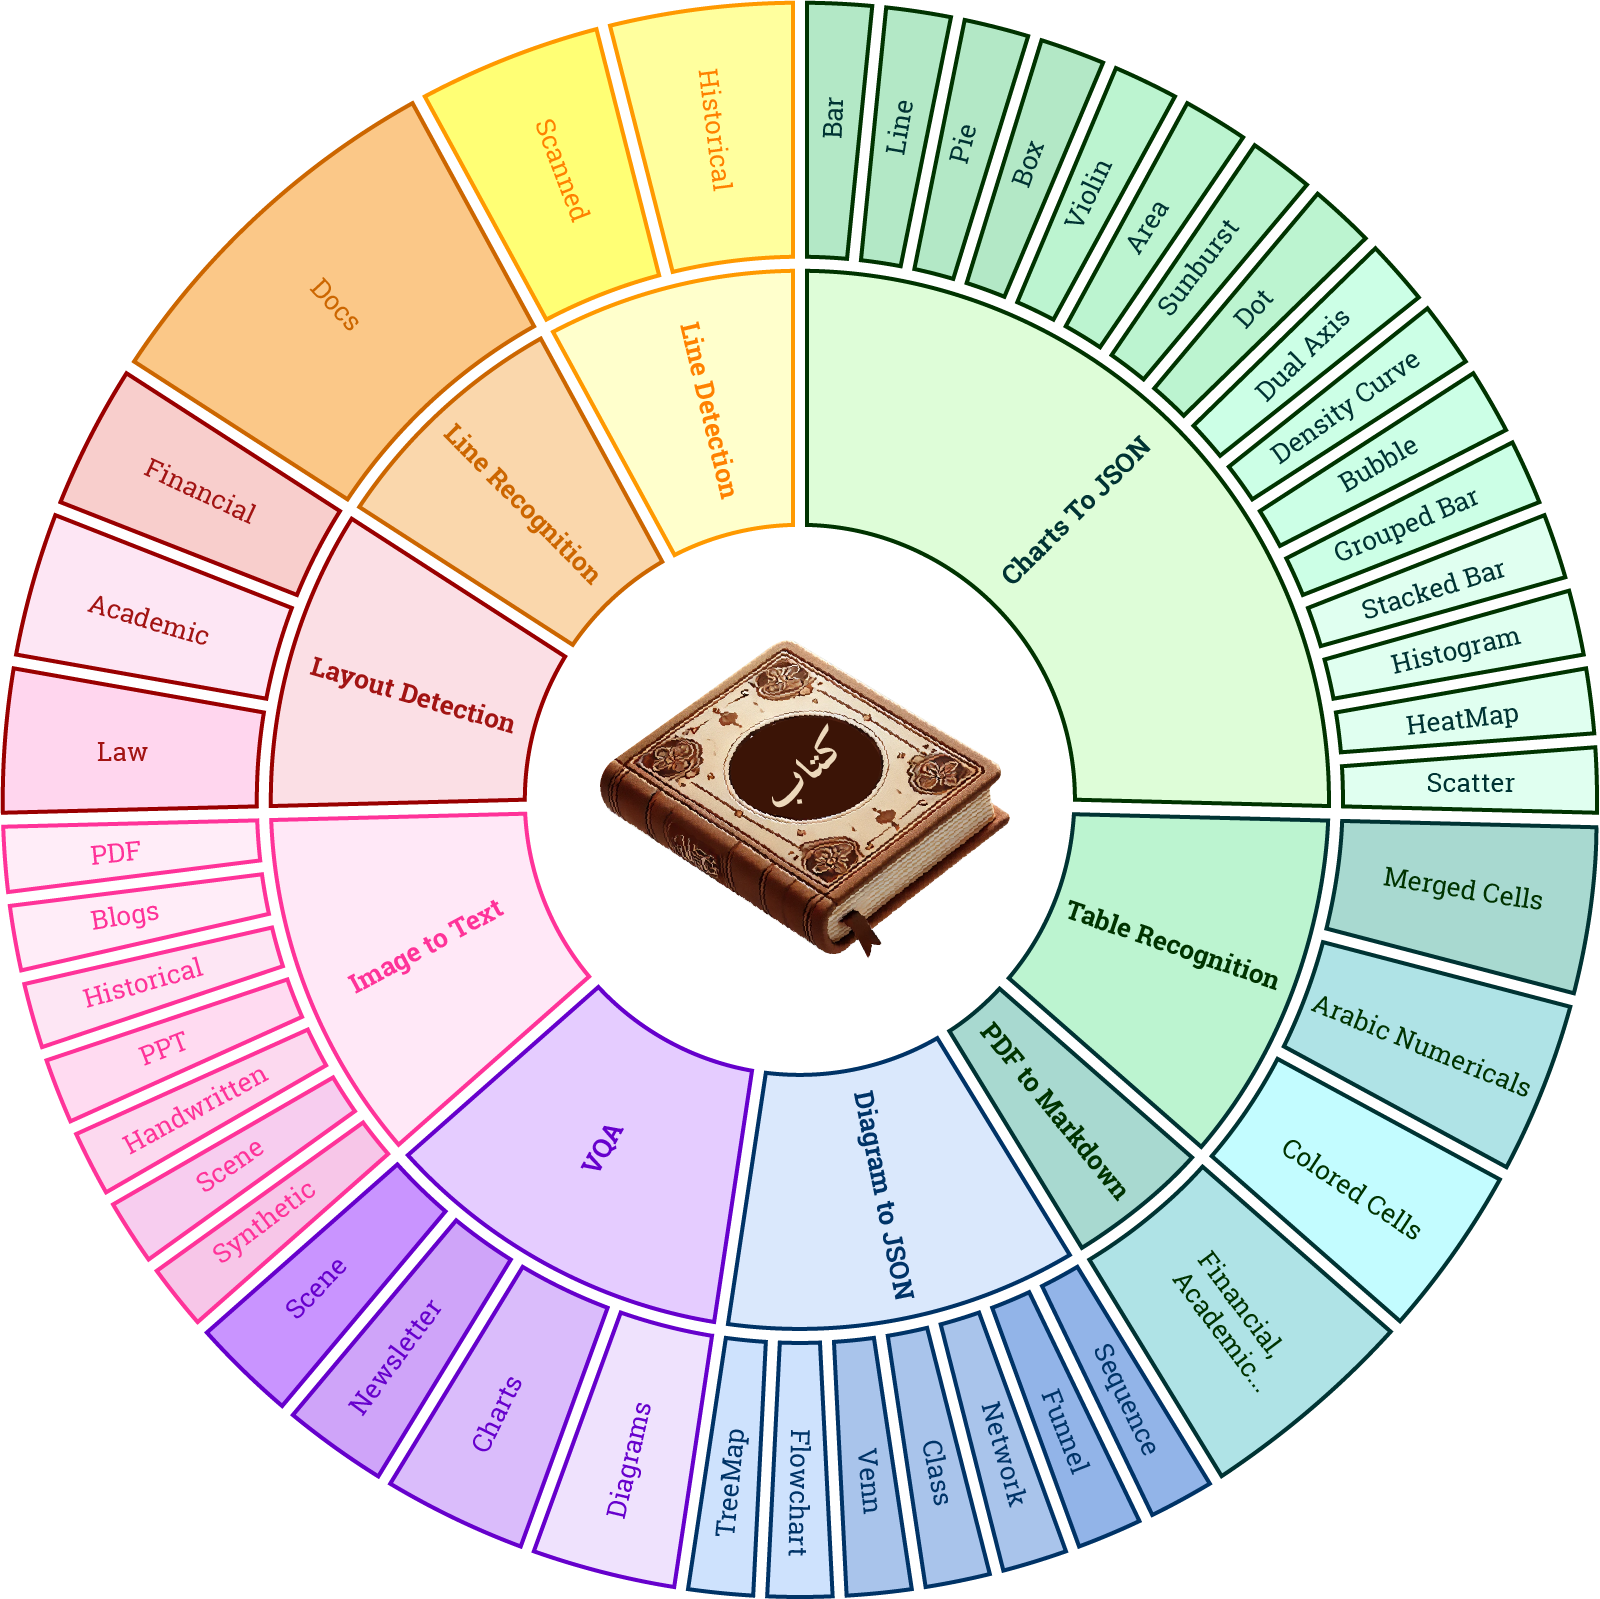 Charts To JSON
Bar
Line
Pie
Box
Violin
Area
Sunburst
Dot
Dual Axis
Density Curve
Bubble
Grouped Bar
Stacked Bar
Histogram
HeatMap
Scatter
Table Recognition
Merged Cells
Arabic Numericals
Colored Cells
PDF to Markdown
Financial,
Academic...
Diagram to JSON
Sequence
Funnel
Network
Class
Venn
Flowchart
TreeMap
VQA
Diagrams
Charts
Newsletter
Scene
Image to Text
Synthetic
Scene
Handwritten
PPT
Historical
Blogs
PDF
Layout Detection
Law
Academic
Financial
Line Recognition
Docs
Line Detection
Scanned
Historical
كتاب